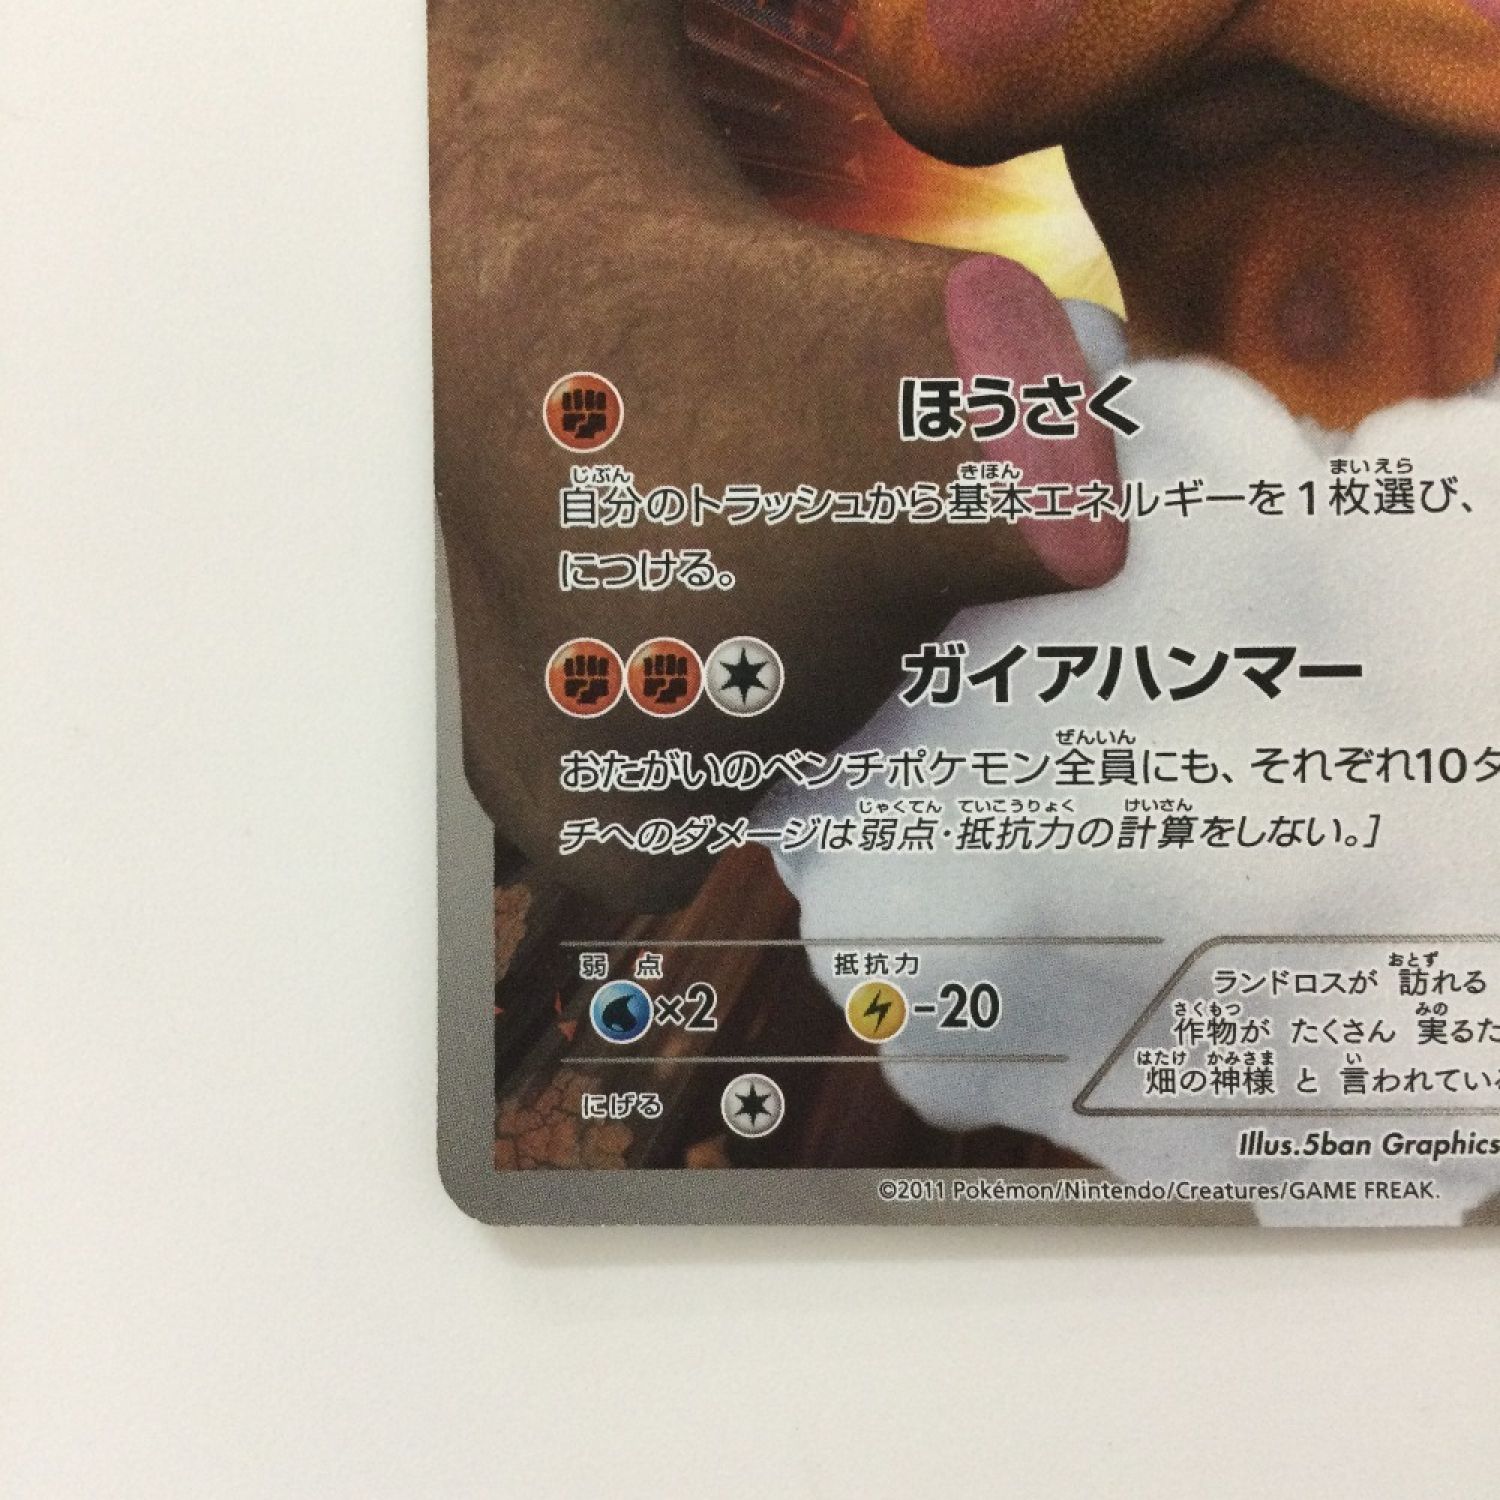 ほうさく
自分のトラッシュから基本エネルギーを1枚選び、
につける。
ガイアハンマー
おたがいのベンチポケモン全員にも、それぞれ10ダ
チへのダメージは弱点・抵抗力の計算をしない。]
弱点 抵抗力
×2 -20
にげる
ランドロスが 訪れる
作物が たくさん 実るた
畑の神様 と 言われてい
Illus.5ban Graphics
©2011 Pokémon/Nintendo/Creatures/GAME FREAK.